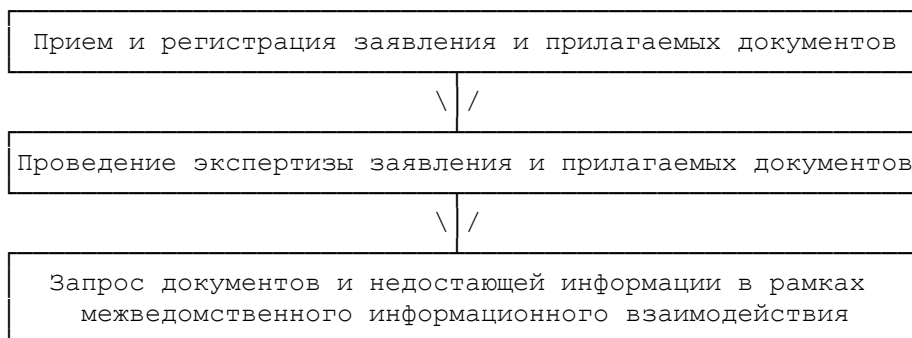 Прием и регистрация заявления и прилагаемых документов
Проведение экспертизы заявления и прилагаемых документов
Запрос документов и недостающей информации в рамках
межведомственного информационного взаимодействия